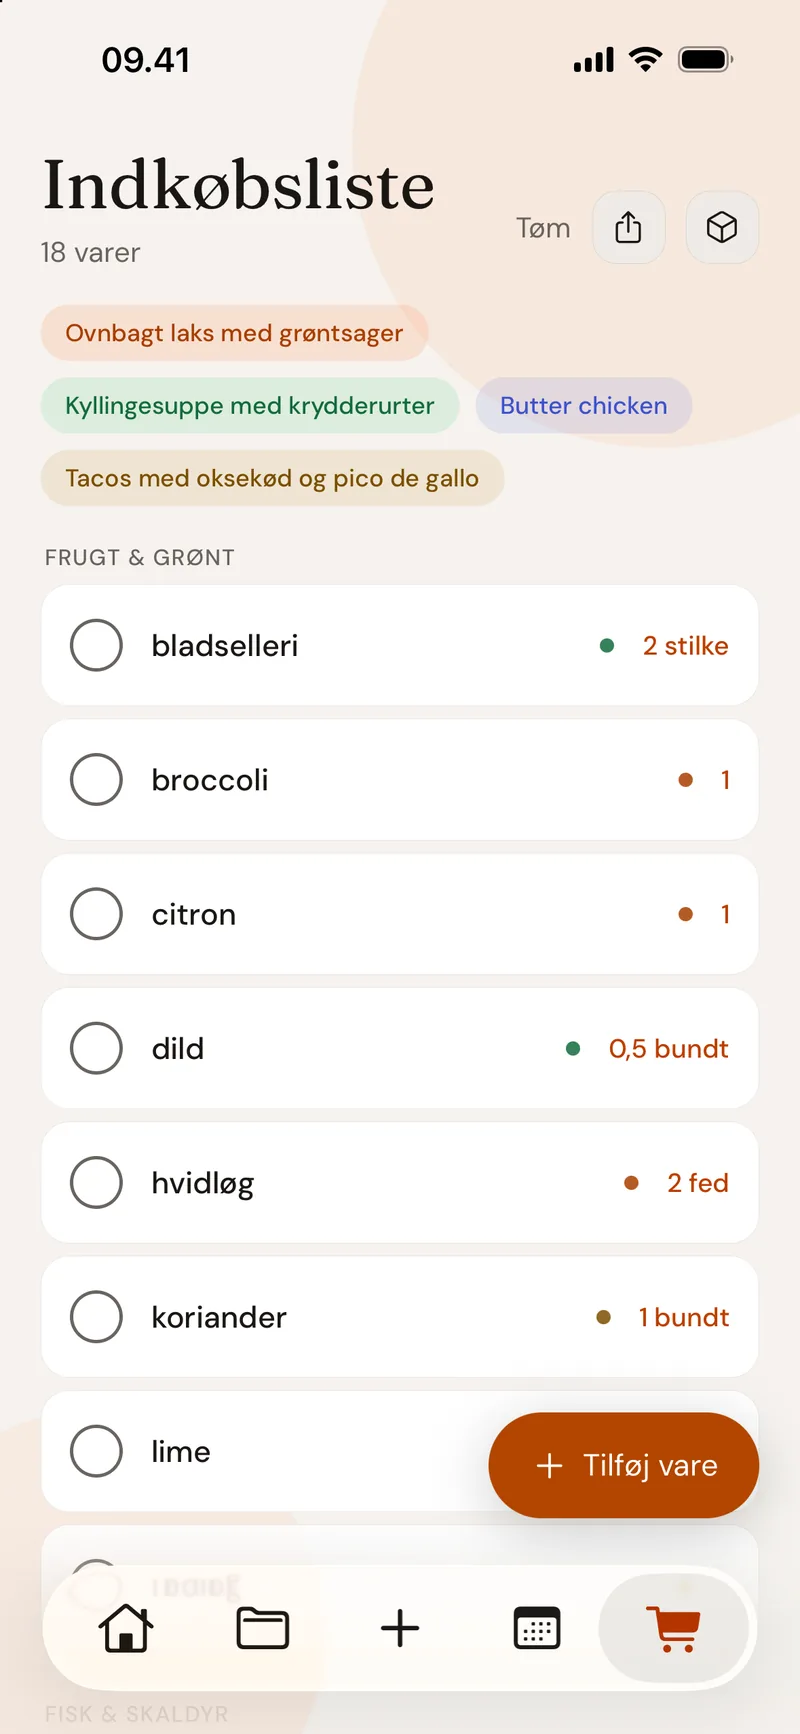 09.41
Indkøbsliste
18 varer
Tøm
Ovnbagt laks med grøntsager
Kyllingesuppe med krydderurter
Butter chicken
Tacos med oksekød og pico de gallo
FRUGT & GRØNT
bladselleri 2 stilke
broccoli 1
citron 1
dild 0,5 bundt
hvidløg 2 fed
koriander 1 bundt
lime
+ Tilføj vare
FISK & SKALDYR